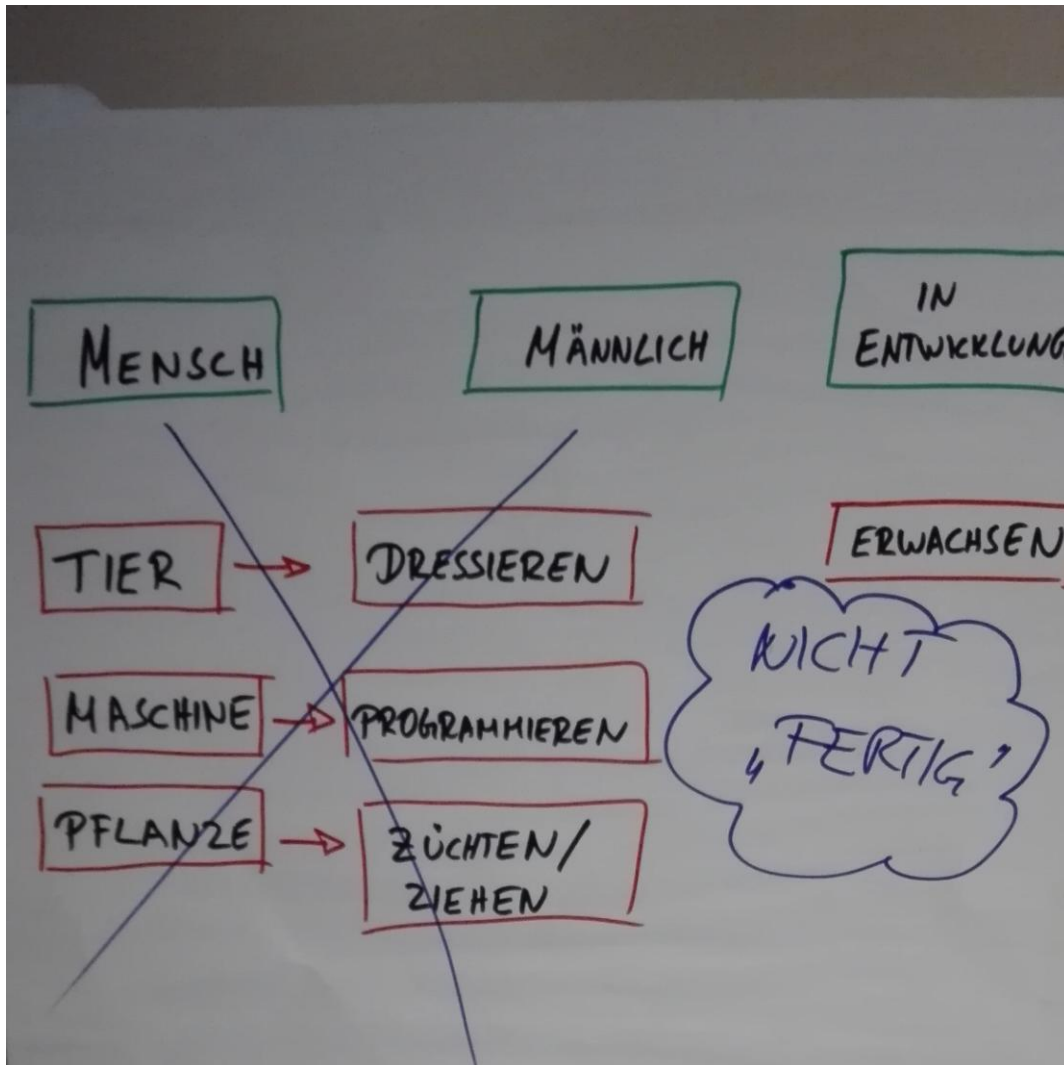 MENSCH
MÄNNLICH
IN
ENTWICKLUNG
TIER
DRESSIEREN
ERWACHSEN
MASCHINE
PROGRAMMIEREN
PFLANZE
ZÜCHTEN/
ZIEHEN
NICHT
„FERTIG"